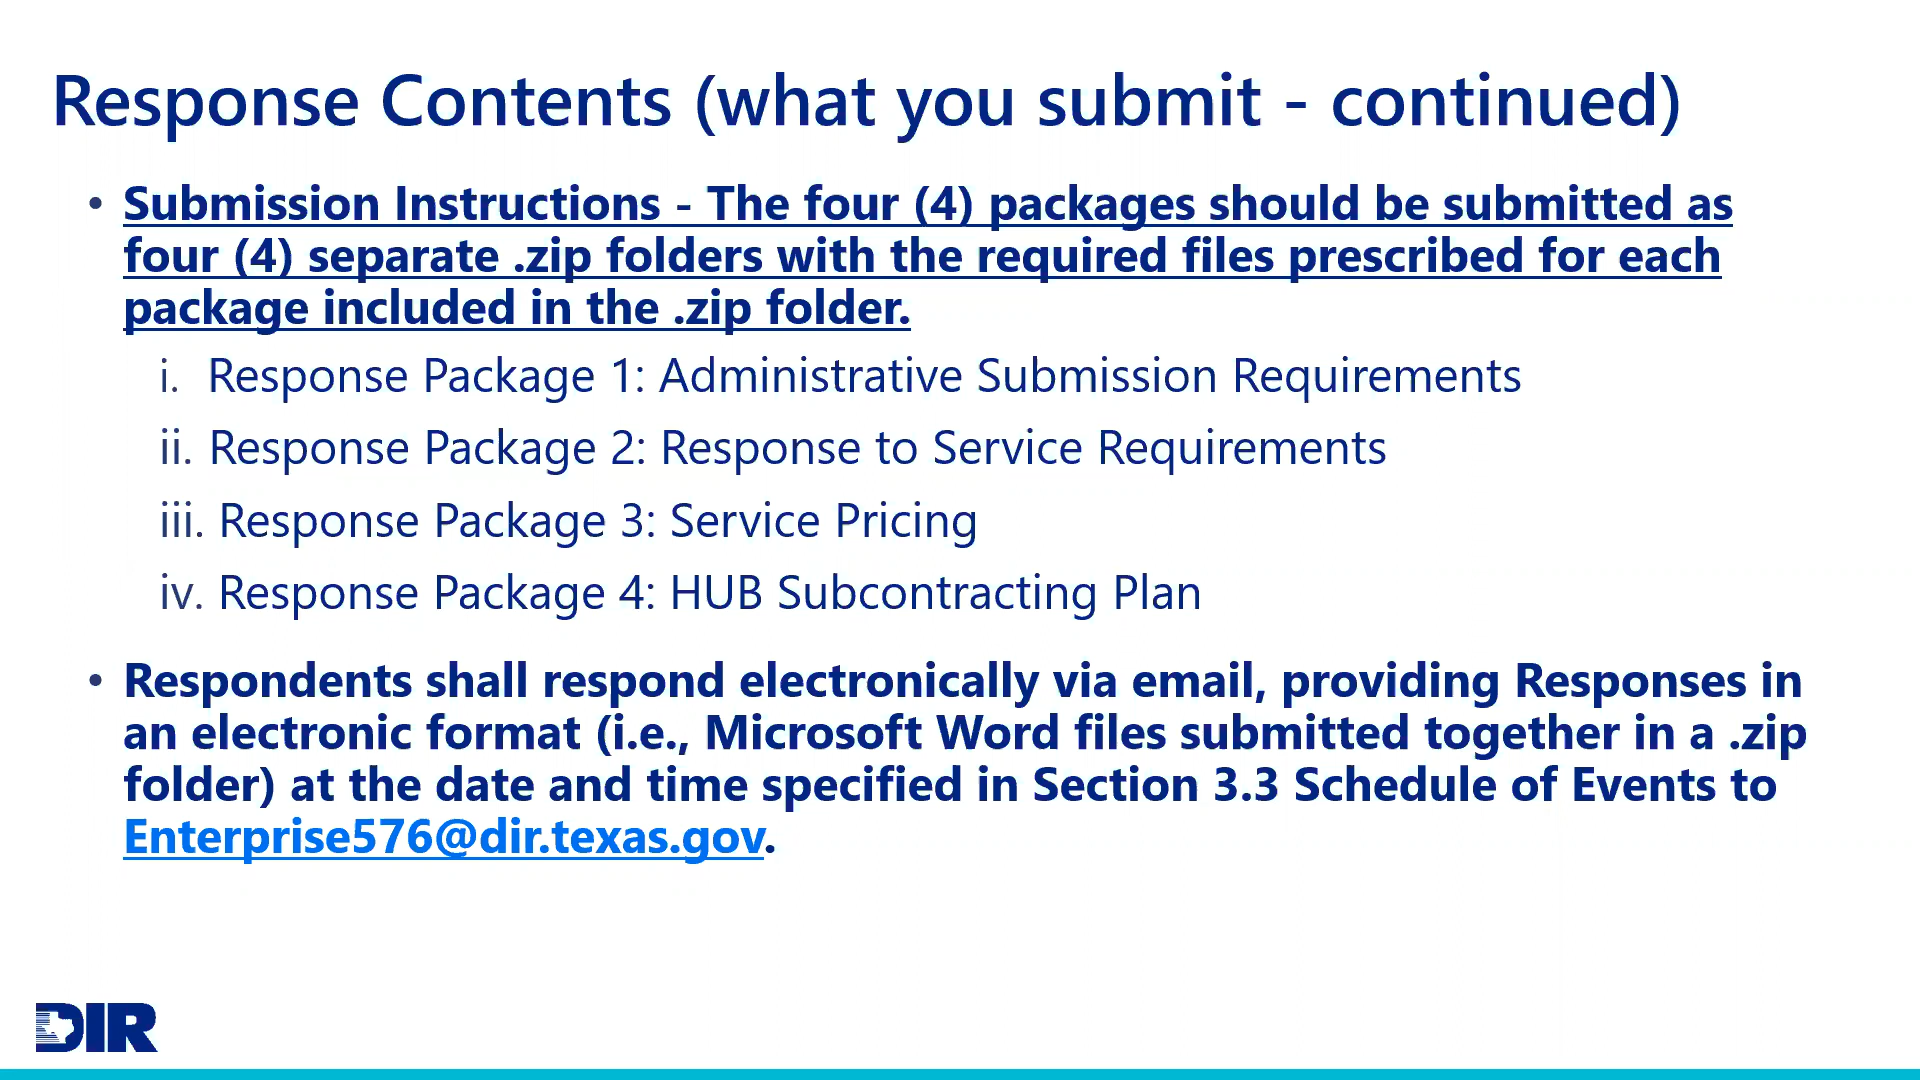 Response Contents (what you submit - continued)
• Submission Instructions - The four (4) packages should be submitted as
four (4) separate .zip folders with the required files prescribed for each
package included in the .zip folder.
i. Response Package 1: Administrative Submission Requirements
ii. Response Package 2: Response to Service Requirements
iii. Response Package 3: Service Pricing
iv. Response Package 4: HUB Subcontracting Plan
• Respondents shall respond electronically via email, providing Responses in
an electronic format (i.e., Microsoft Word files submitted together in a .zip
folder) at the date and time specified in Section 3.3 Schedule of Events to
Enterprise576@dir.texas.gov.
DIR